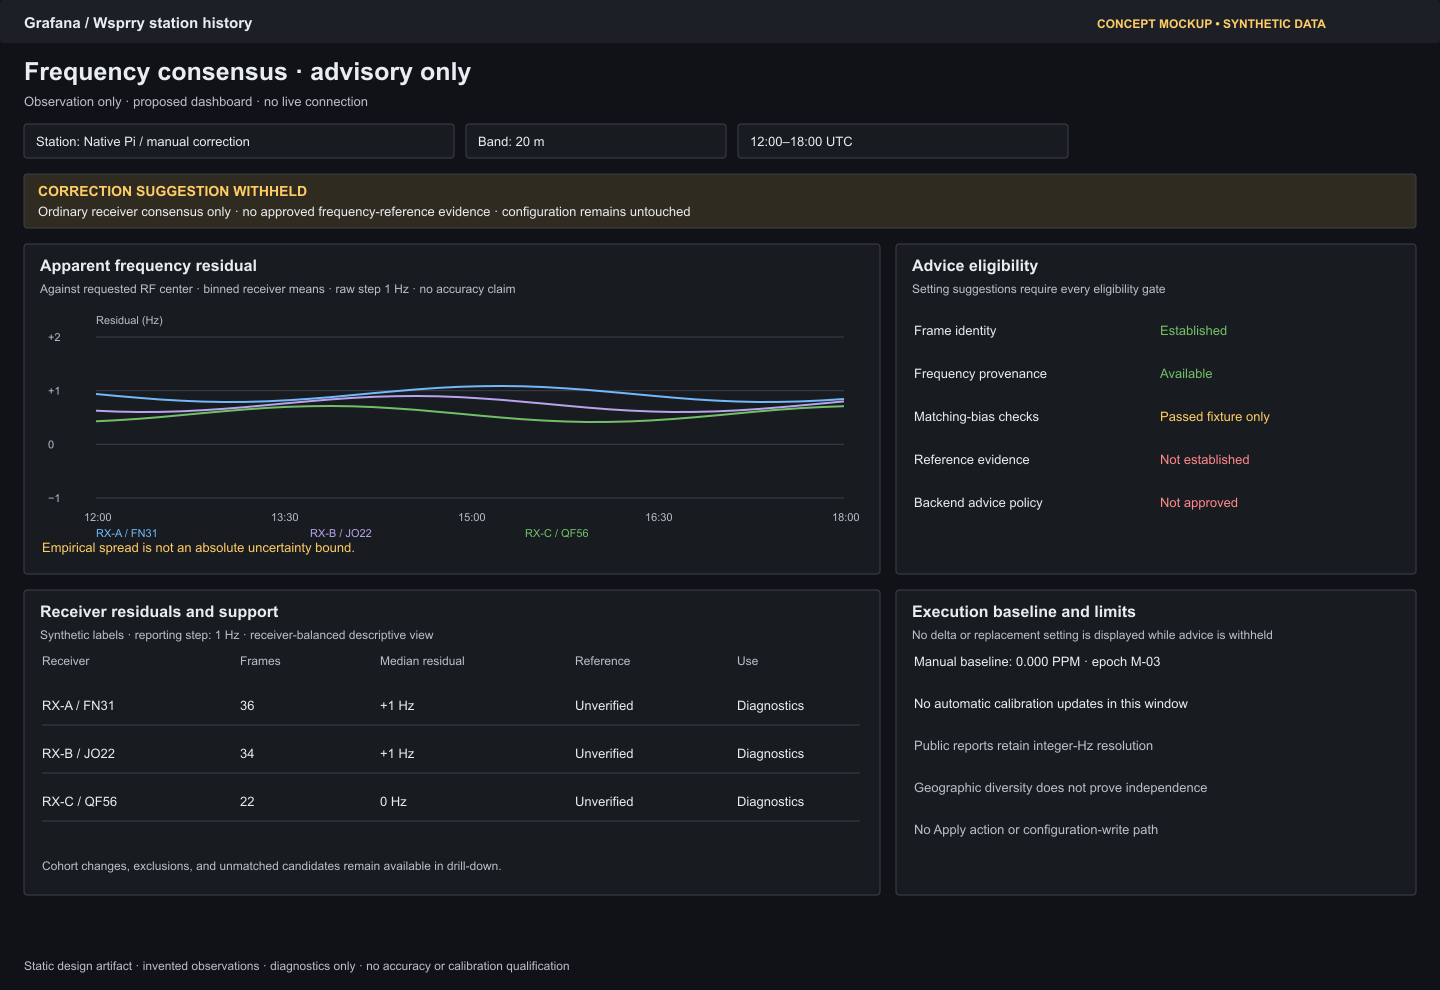 Grafana / Wsprry station history
CONCEPT MOCKUP • SYNTHETIC DATA
Frequency consensus · advisory only
Observation only · proposed dashboard · no live connection
Station: Native Pi / manual correction
Band: 20 m
12:00–18:00 UTC
CORRECTION SUGGESTION WITHHELD
Ordinary receiver consensus only · no approved frequency-reference evidence · configuration remains untouched
Apparent frequency residual
Against requested RF center · binned receiver means · raw step 1 Hz · no accuracy claim
Residual (Hz)
+2
+1
0
−1
12:00 13:30 15:00 16:30 18:00
RX-A / FN31 RX-B / JO22 RX-C / QF56
Empirical spread is not an absolute uncertainty bound.
Advice eligibility
Setting suggestions require every eligibility gate
Frame identity Established
Frequency provenance Available
Matching-bias checks Passed fixture only
Reference evidence Not established
Backend advice policy Not approved
Receiver residuals and support
Synthetic labels · reporting step: 1 Hz · receiver-balanced descriptive view
Receiver Frames Median residual Reference Use
RX-A / FN31 36 +1 Hz Unverified Diagnostics
RX-B / JO22 34 +1 Hz Unverified Diagnostics
RX-C / QF56 22 0 Hz Unverified Diagnostics
Cohort changes, exclusions, and unmatched candidates remain available in drill-down.
Execution baseline and limits
No delta or replacement setting is displayed while advice is withheld
Manual baseline: 0.000 PPM · epoch M-03
No automatic calibration updates in this window
Public reports retain integer-Hz resolution
Geographic diversity does not prove independence
No Apply action or configuration-write path
Static design artifact · invented observations · diagnostics only · no accuracy or calibration qualification